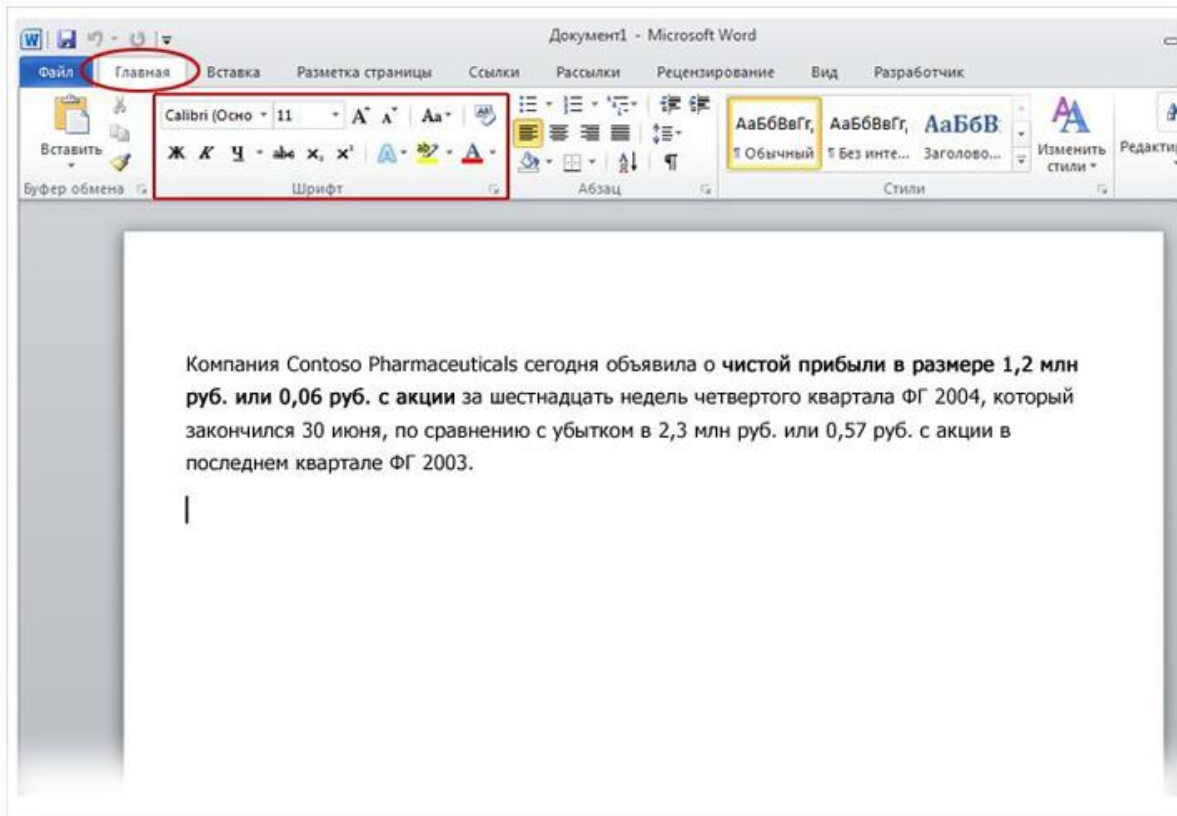 Документ1 - Microsoft Word
Файл Главная Вставка Разметка страницы Ссылки Рассылки Рецензирование Вид Разработчик
Calibri (Осно 11
АаБбВвГг, АаБбВвГг, АаБбВ
Вставить
Ж К Ч abc x, x²
¶ Обычный ¶ Без инте... Заголово...
Изменить стили
Буфер обмена Шрифт Абзац Стили
Компания Contoso Pharmaceuticals сегодня объявила о чистой прибыли в размере 1,2 млн
руб. или 0,06 руб. с акции за шестнадцать недель четвертого квартала ФГ 2004, который
закончился 30 июня, по сравнению с убытком в 2,3 млн руб. или 0,57 руб. с акции в
последнем квартале ФГ 2003.